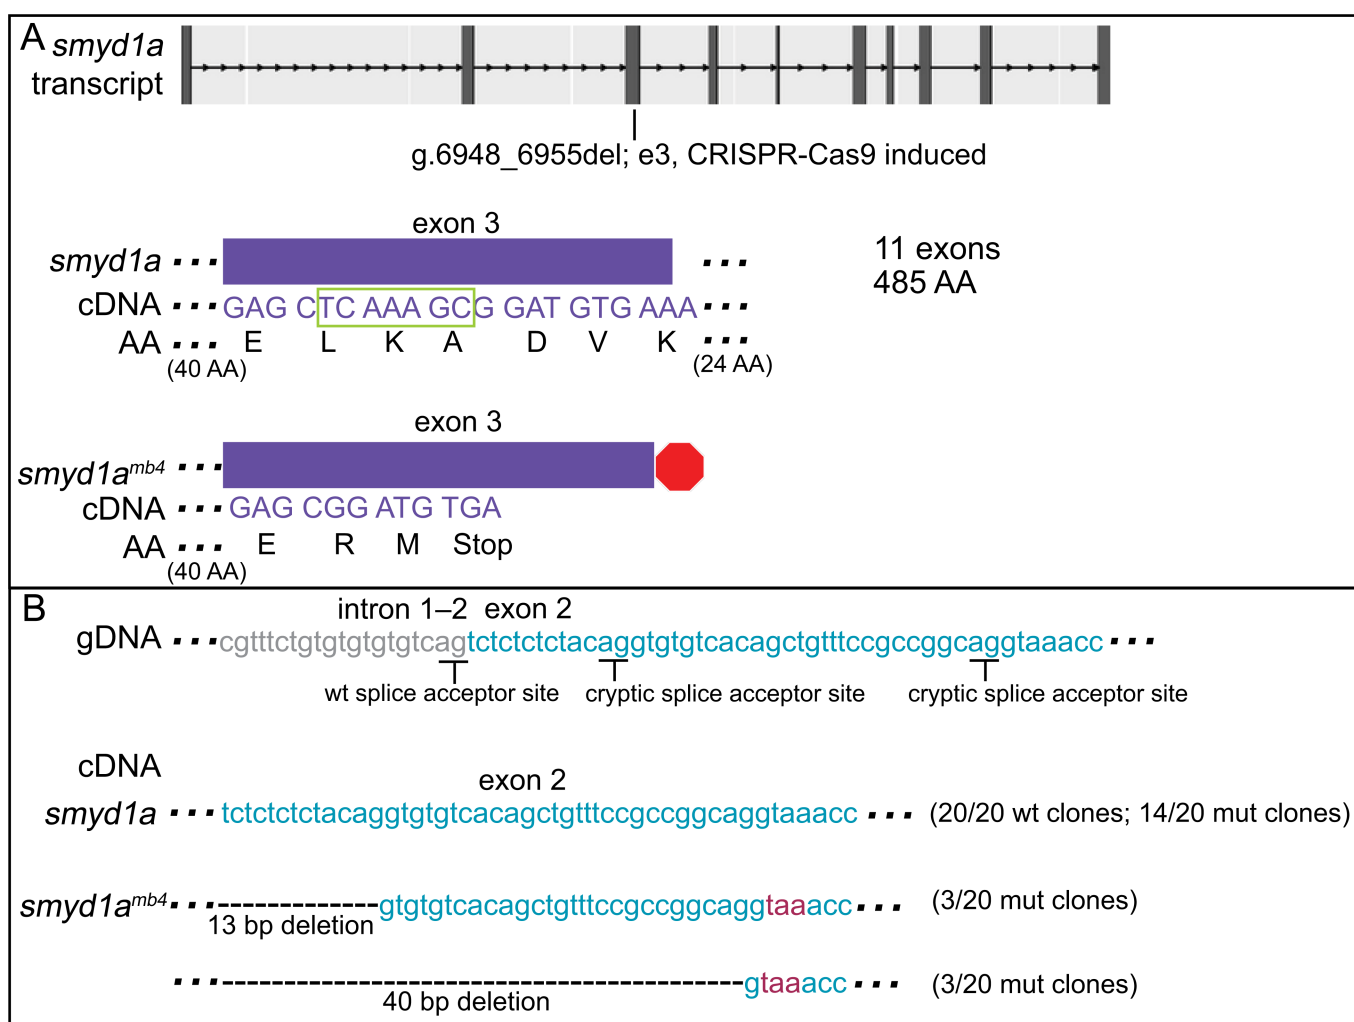 A smyd1a
transcript
g.6948_6955del; e3, CRISPR-Cas9 induced
exon 3
smyd1a ••• ••• 11 exons
485 AA
cDNA ••• GAG CTC AAA GCG GAT GTG AAA •••
AA ••• E L K A D V K •••
(40 AA) (24 AA)
exon 3
smyd1a^mb4 •••
cDNA ••• GAG CGG ATG TGA
AA ••• E R M Stop
(40 AA)
B intron 1–2 exon 2
gDNA ••• cgtttctgtgtgtgtgtcagtctctctctacaggtgtgtcacagctgtttccgccggcaggtaaacc •••
wt splice acceptor site cryptic splice acceptor site cryptic splice acceptor site
cDNA
exon 2
smyd1a ••• tctctctctacaggtgtgtcacagctgtttccgccggcaggtaaacc ••• (20/20 wt clones; 14/20 mut clones)
smyd1a^mb4 •••-------------gtgtgtcacagctgtttccgccggcaggtaaacc ••• (3/20 mut clones)
13 bp deletion
•••----------------------------------------gtaaacc ••• (3/20 mut clones)
40 bp deletion